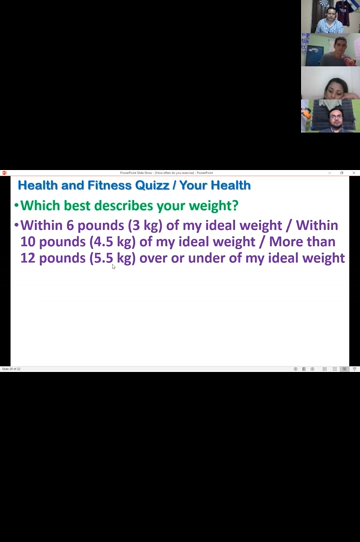 Health and Fitness Quizz / Your Health
•Which best describes your weight?
•Within 6 pounds (3 kg) of my ideal weight / Within
10 pounds (4.5 kg) of my ideal weight / More than
12 pounds (5.5 kg) over or under of my ideal weight